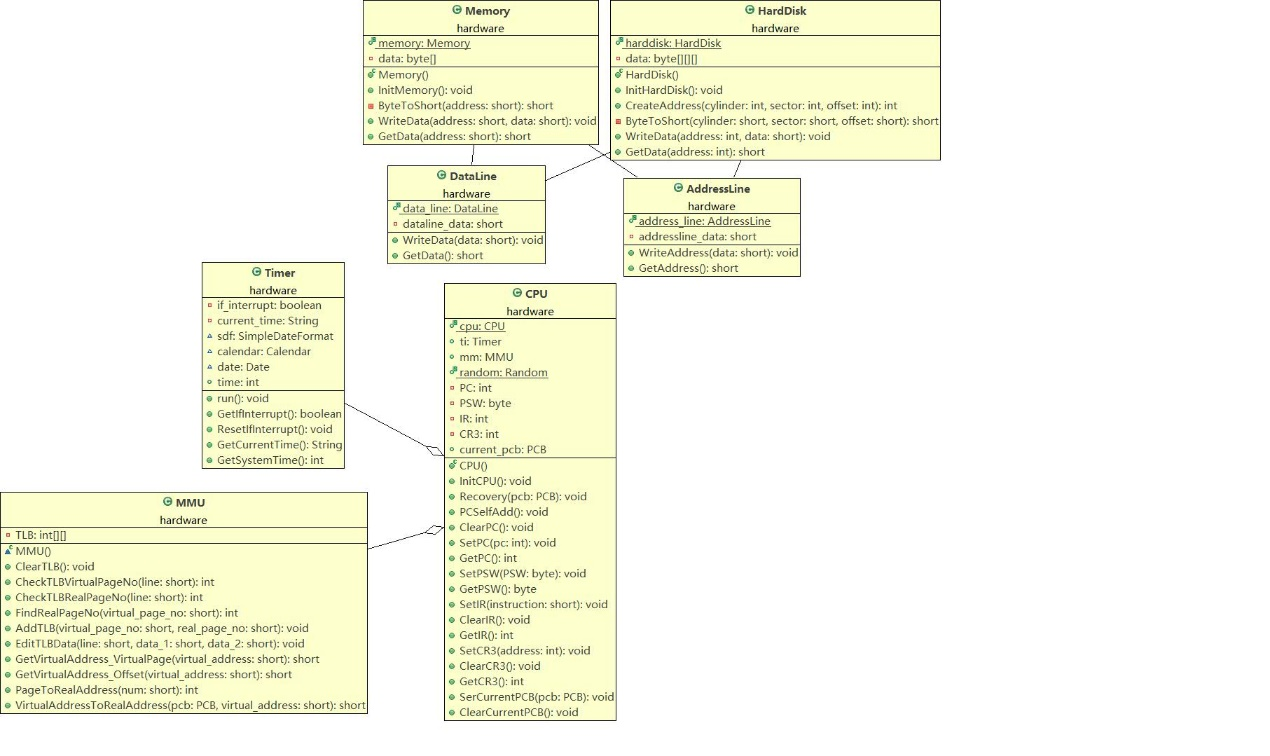 Memory
hardware
memory: Memory
data: byte[]
Memory()
InitMemory(): void
ByteToShort(address: short): short
WriteData(address: short, data: short): void
GetData(address: short): short
HardDisk
hardware
harddisk: HardDisk
data: byte[][][]
HardDisk()
InitHardDisk(): void
CreateAddress(cylinder: int, sector: int, offset: int): int
ByteToShort(cylinder: short, sector: short, offset: short): short
WriteData(address: int, data: short): void
GetData(address: int): short
DataLine
hardware
data_line: DataLine
dataline_data: short
WriteData(data: short): void
GetData(): short
AddressLine
hardware
address_line: AddressLine
addressline_data: short
WriteAddress(data: short): void
GetAddress(): short
Timer
hardware
if_interrupt: boolean
current_time: String
sdf: SimpleDateFormat
calendar: Calendar
date: Date
time: int
run(): void
GetIfInterrupt(): boolean
ResetIfInterrupt(): void
GetCurrentTime(): String
GetSystemTime(): int
CPU
hardware
cpu: CPU
ti: Timer
mm: MMU
random: Random
PC: int
PSW: byte
IR: int
CR3: int
current_pcb: PCB
CPU()
InitCPU(): void
Recovery(pcb: PCB): void
PCSelfAdd(): void
ClearPC(): void
SetPC(pc: int): void
GetPC(): int
SetPSW(PSW: byte): void
GetPSW(): byte
SetIR(instruction: short): void
ClearIR(): void
GetIR(): int
SetCR3(address: int): void
ClearCR3(): void
GetCR3(): int
SerCurrentPCB(pcb: PCB): void
ClearCurrentPCB(): void
MMU
hardware
TLB: int[][]
MMU()
ClearTLB(): void
CheckTLBVirtualPageNo(line: short): int
CheckTLBRealPageNo(line: short): int
FindRealPageNo(virtual_page_no: short): int
AddTLB(virtual_page_no: short, real_page_no: short): void
EditTLBData(line: short, data_1: short, data_2: short): void
GetVirtualAddress_VirtualPage(virtual_address: short): short
GetVirtualAddress_Offset(virtual_address: short): short
PageToRealAddress(num: short): int
VirtualAddressToRealAddress(pcb: PCB, virtual_address: short): short